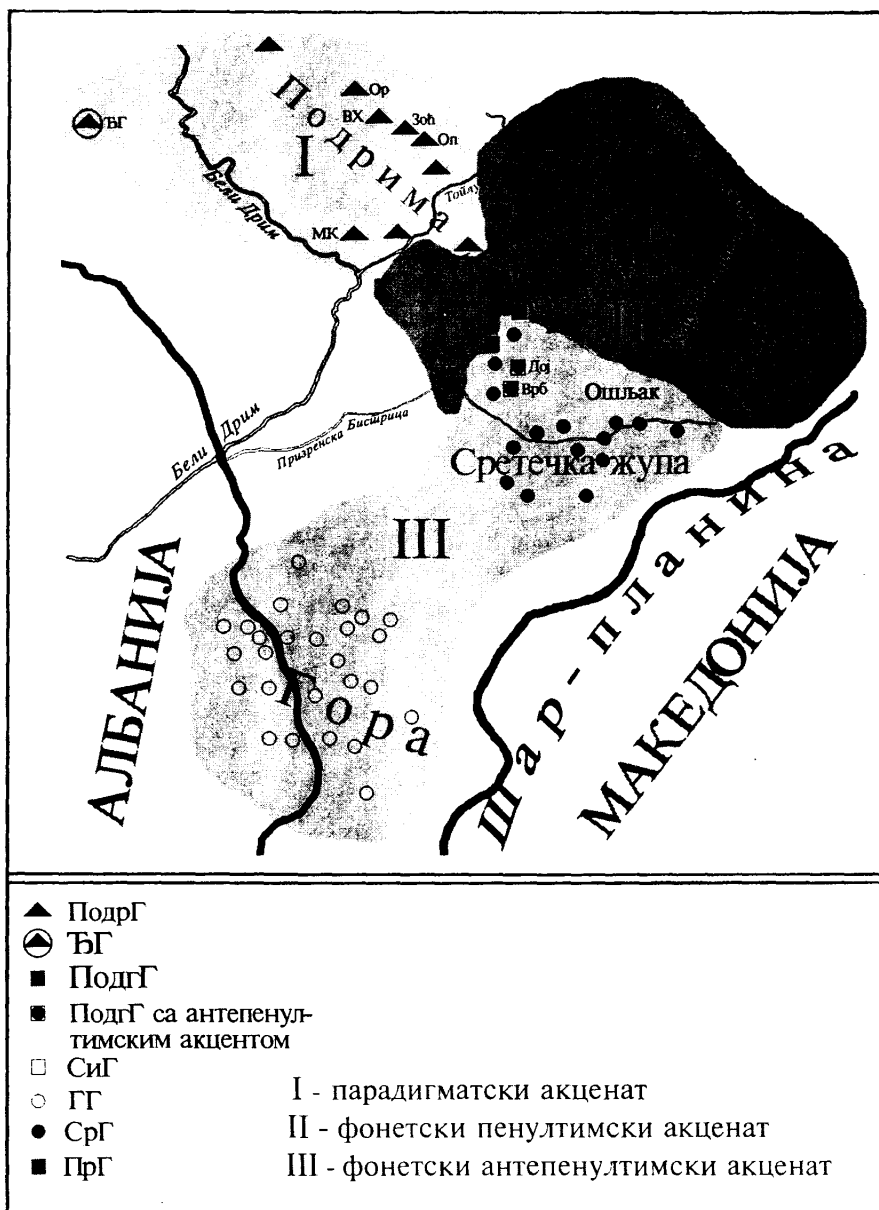 Ор
ВХ
Зоћ
Оп
ЂГ
Подрима
I
Бели Дрим
МК
Дој
Врб
Ошљак
Бели Дрим
Призренска Бистрица
Сретечка жупа
III
АЛБАНИЈА
Гора
Шар-планина
МАКЕДОНИЈА
ПодрГ
ЂГ
ПодгГ
ПодгГ са антепенул-
тимским акцентом
СиГ
ГГ
СрГ
ПрГ
I - парадигматски акценат
II - фонетски пенултимски акценат
III - фонетски антепенултимски акценат